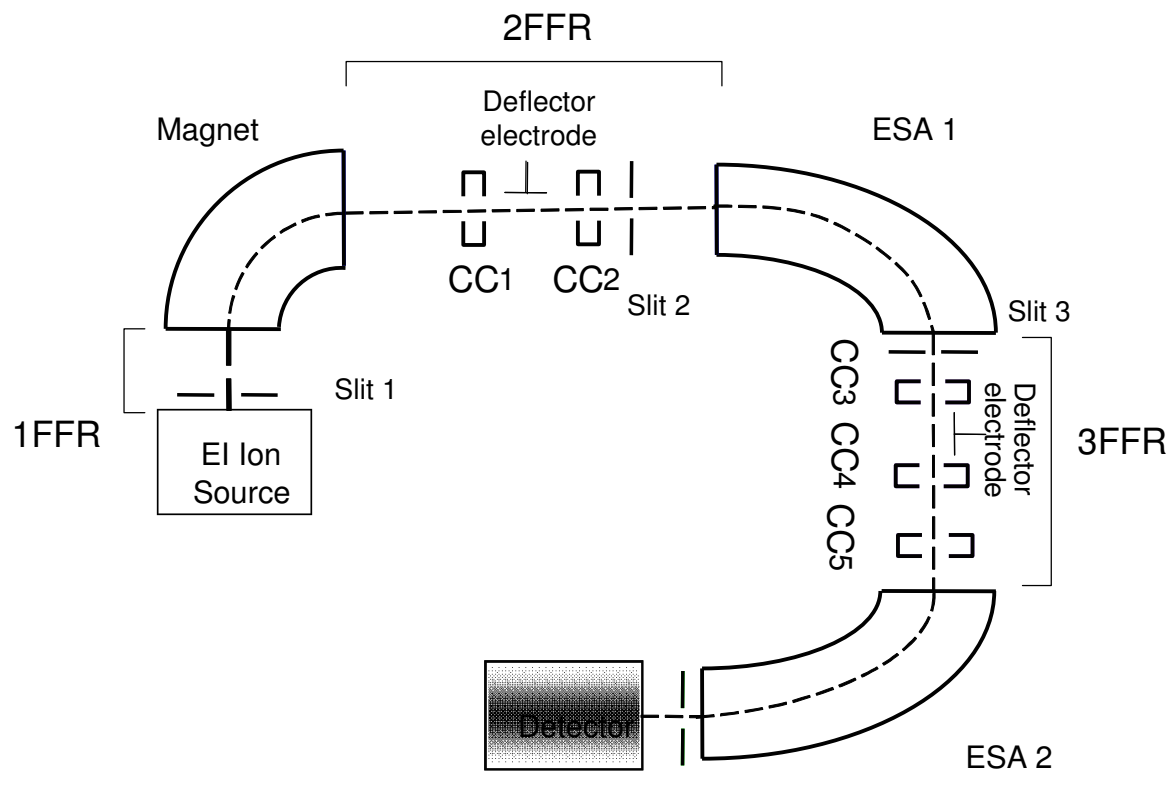 2FFR
Deflector
electrode
Magnet
ESA 1
CC1
CC2
Slit 2
Slit 3
CC3
Deflector
electrode
Slit 1
1FFR
EI Ion
Source
CC4
3FFR
CC5
Detector
ESA 2